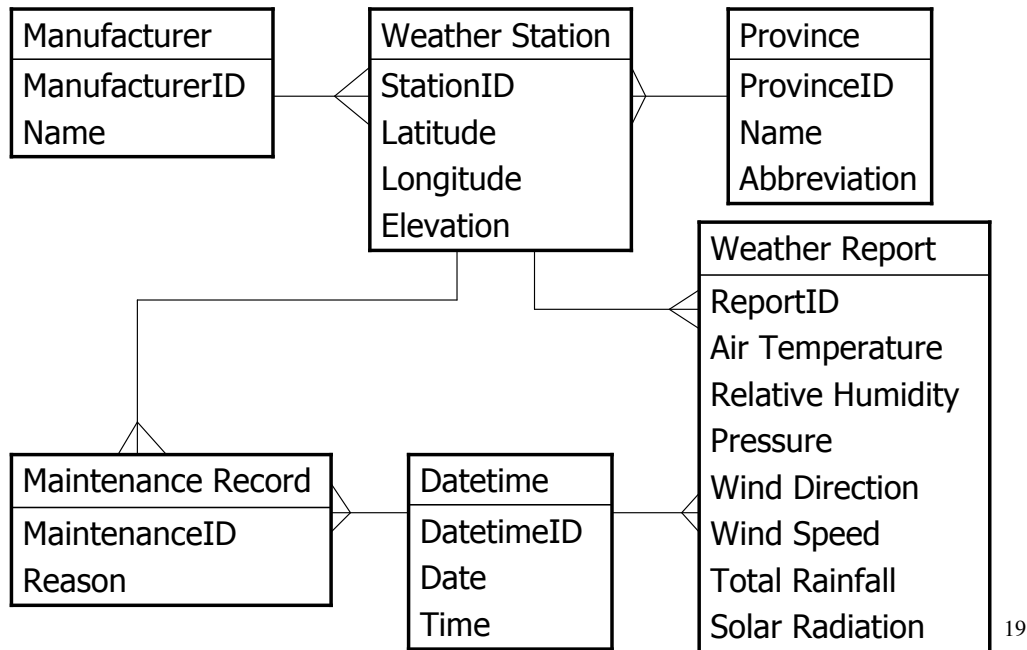 Manufacturer
ManufacturerID
Name
Weather Station
StationID
Latitude
Longitude
Elevation
Province
ProvinceID
Name
Abbreviation
Weather Report
ReportID
Air Temperature
Relative Humidity
Pressure
Wind Direction
Wind Speed
Total Rainfall
Solar Radiation
Maintenance Record
MaintenanceID
Reason
Datetime
DatetimeID
Date
Time
19